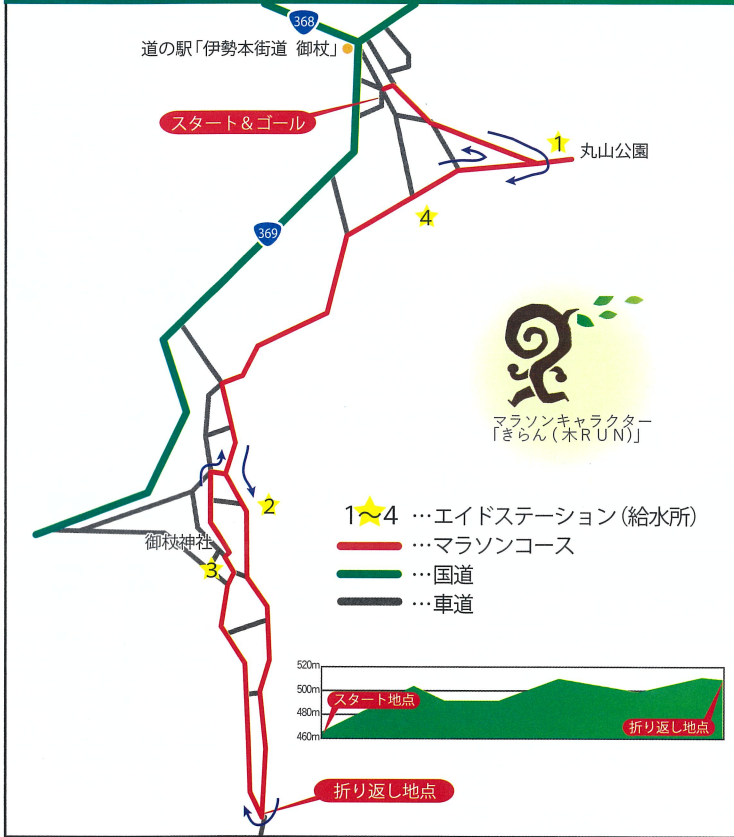 368
道の駅「伊勢本街道 御杖」
スタート&ゴール
1
丸山公園
4
369
マラソンキャラクター
「きらん(木RUN)」
2
1〜4 …エイドステーション(給水所)
御杖神社
…マラソンコース
3
…国道
…車道
520m
500m
スタート地点
480m
折り返し地点
460m
折り返し地点